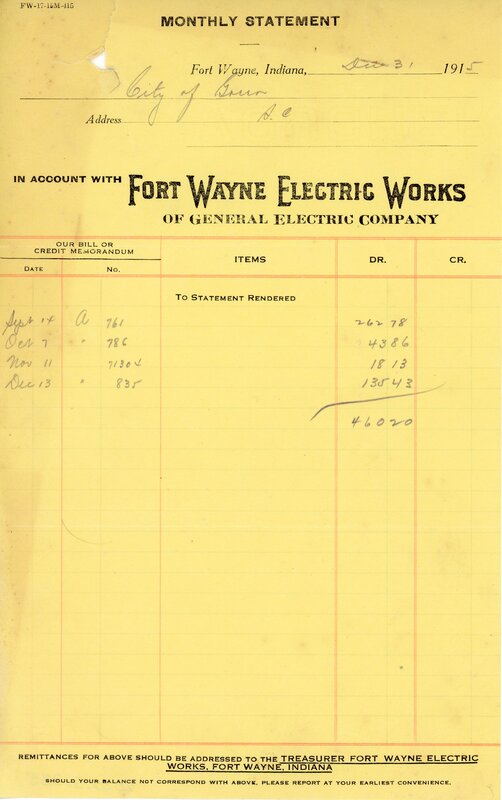 FW-17-15M-115
MONTHLY STATEMENT
Fort Wayne, Indiana, Dec 31 1915
City of
Address S. C
IN ACCOUNT WITH FORT WAYNE ELECTRIC WORKS
OF GENERAL ELECTRIC COMPANY
OUR BILL OR CREDIT MEMORANDUM
DATE NO. ITEMS DR. CR.
TO STATEMENT RENDERED
Sept 14 A 761 262 78
Oct 7 " 786 43 86
Nov 11 71304 18 13
Dec 13 " 835 135 43
460 20
REMITTANCES FOR ABOVE SHOULD BE ADDRESSED TO THE TREASURER FORT WAYNE ELECTRIC
WORKS, FORT WAYNE, INDIANA
SHOULD YOUR BALANCE NOT CORRESPOND WITH ABOVE, PLEASE REPORT AT YOUR EARLIEST CONVENIENCE.